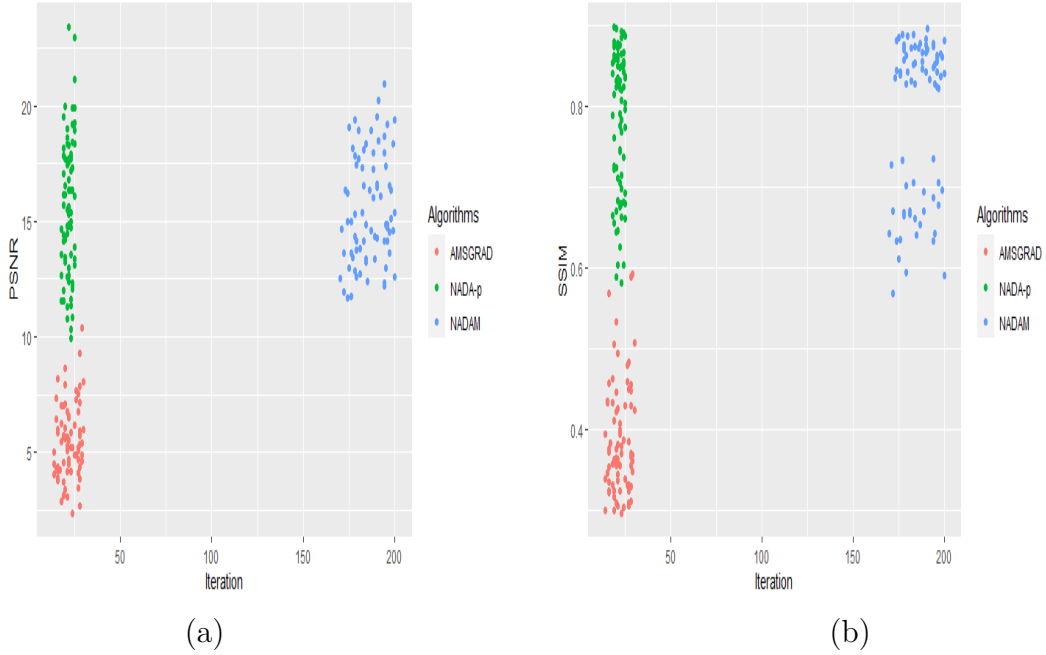 PSNR
20
15
10
5
50
100
150
200
Iteration
Algorithms
AMSGRAD
NADA-p
NADAM
(a)
SSIM
0.8
0.6
0.4
50
100
150
200
Iteration
Algorithms
AMSGRAD
NADA-p
NADAM
(b)